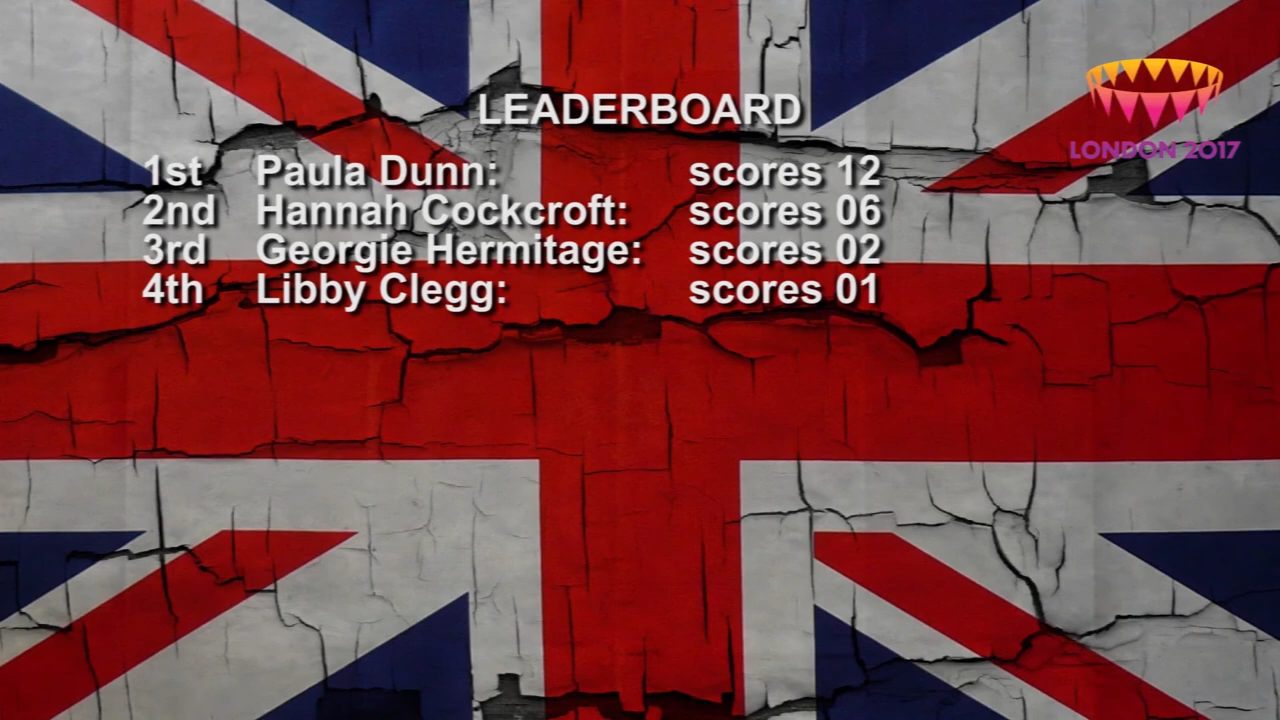 LEADERBOARD
LONDON 2017
1st Paula Dunn: scores 12
2nd Hannah Cockcroft: scores 06
3rd Georgie Hermitage: scores 02
4th Libby Clegg: scores 01